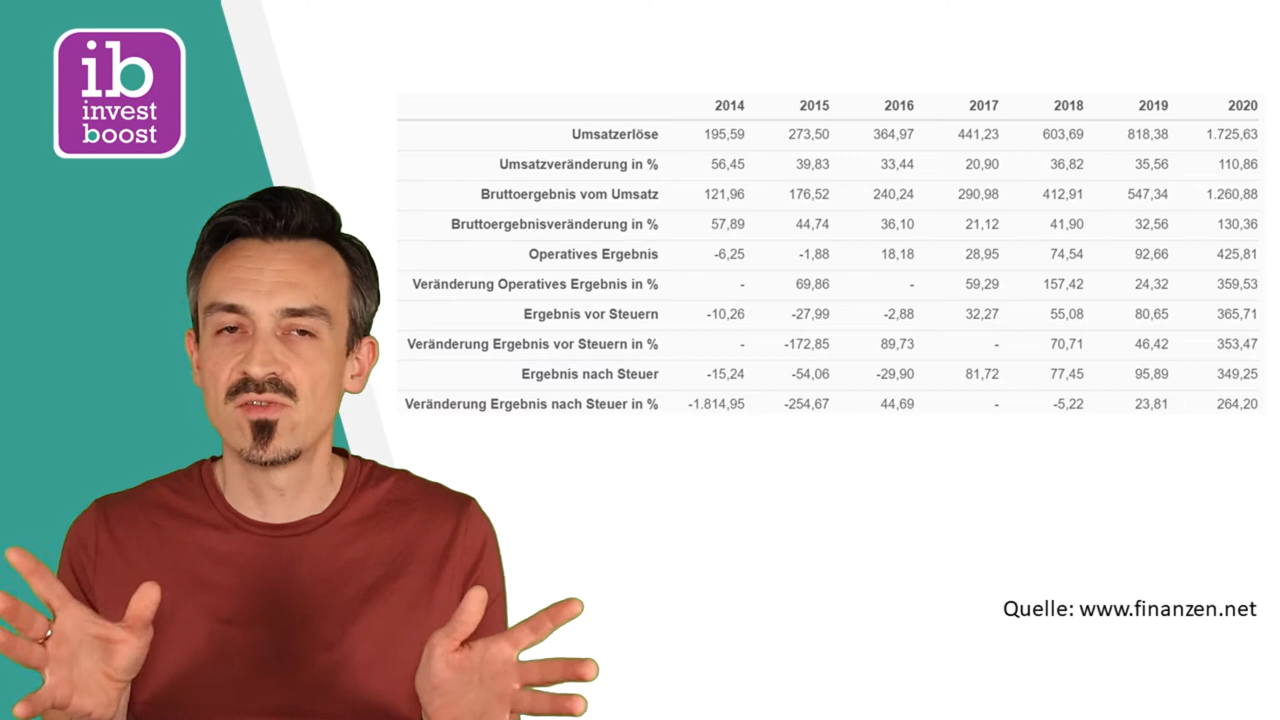 ib
invest
boost
2014 2015 2016 2017 2018 2019 2020
Umsatzerlöse 195,59 273,50 364,97 441,23 603,69 818,38 1.725,63
Umsatzveränderung in % 56,45 39,83 33,44 20,90 36,82 35,56 110,86
Bruttoergebnis vom Umsatz 121,96 176,52 240,24 290,98 412,91 547,34 1.260,88
Bruttoergebnisveränderung in % 57,89 44,74 36,10 21,12 41,90 32,56 130,36
Operatives Ergebnis -6,25 -1,88 18,18 28,95 74,54 92,66 425,81
Veränderung Operatives Ergebnis in % - 69,86 - 59,29 157,42 24,32 359,53
Ergebnis vor Steuern -10,26 -27,99 -2,88 32,27 55,08 80,65 365,71
Veränderung Ergebnis vor Steuern in % - -172,85 89,73 - 70,71 46,42 353,47
Ergebnis nach Steuer -15,24 -54,06 -29,90 81,72 77,45 95,89 349,25
Veränderung Ergebnis nach Steuer in % -1.814,95 -254,67 44,69 - -5,22 23,81 264,20
Quelle: www.finanzen.net